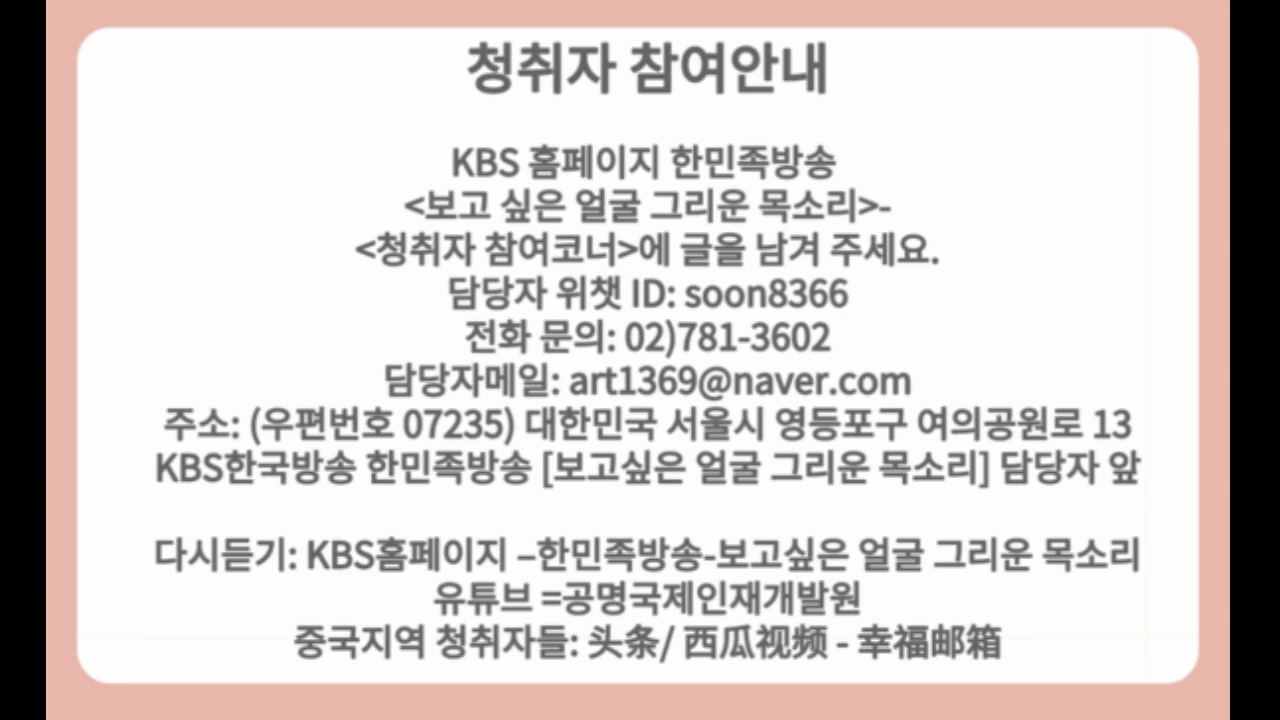 청취자 참여안내
KBS 홈페이지 한민족방송
<보고 싶은 얼굴 그리운 목소리>-
<청취자 참여코너>에 글을 남겨 주세요.
담당자 위챗 ID: soon8366
전화 문의: 02)781-3602
담당자메일: art1369@naver.com
주소: (우편번호 07235) 대한민국 서울시 영등포구 여의공원로 13
KBS한국방송 한민족방송 [보고싶은 얼굴 그리운 목소리] 담당자 앞
다시듣기: KBS홈페이지 –한민족방송-보고싶은 얼굴 그리운 목소리
유튜브 =공명국제인재개발원
중국지역 청취자들: 头条/ 西瓜视频 - 幸福邮箱